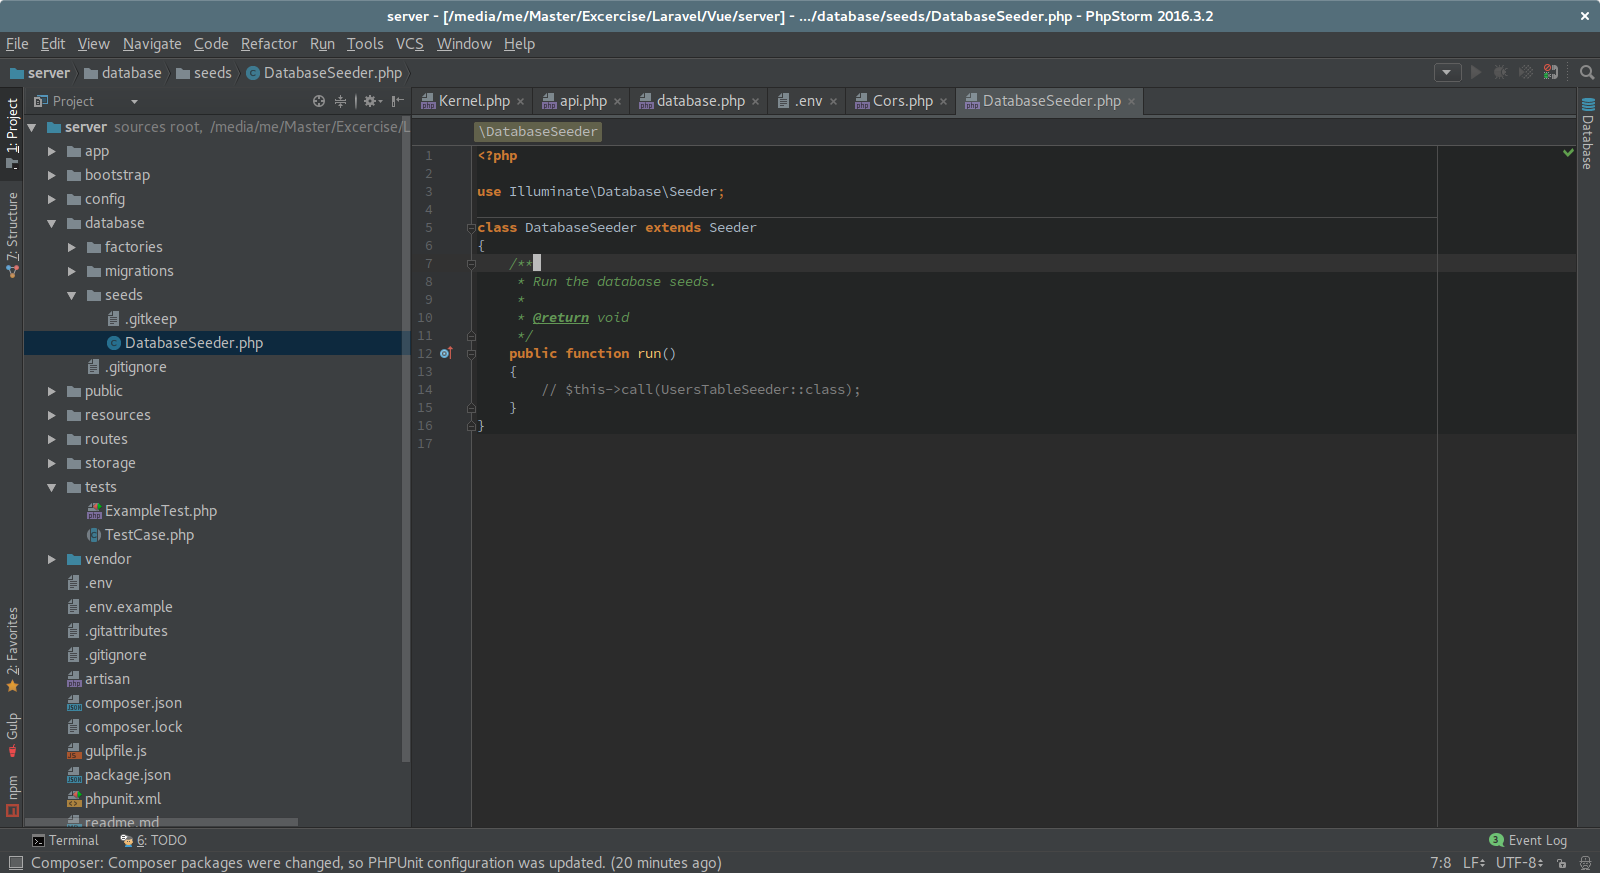 server - [/media/me/Master/Excercise/Laravel/Vue/server] - .../database/seeds/DatabaseSeeder.php - PhpStorm 2016.3.2
File Edit View Navigate Code Refactor Run Tools VCS Window Help
server database seeds DatabaseSeeder.php
Project
Kernel.php api.php database.php .env Cors.php DatabaseSeeder.php
1: Project
7: Structure
2: Favorites
Gulp
npm
server sources root, /media/me/Master/Excercise/L
app
bootstrap
config
database
factories
migrations
seeds
.gitkeep
DatabaseSeeder.php
.gitignore
public
resources
routes
storage
tests
ExampleTest.php
TestCase.php
vendor
.env
.env.example
.gitattributes
.gitignore
artisan
composer.json
composer.lock
gulpfile.js
package.json
phpunit.xml
readme.md
\DatabaseSeeder
1 <?php
2
3 use Illuminate\Database\Seeder;
4
5 class DatabaseSeeder extends Seeder
6 {
7 /**
8 * Run the database seeds.
9 *
10 * @return void
11 */
12 public function run()
13 {
14 // $this->call(UsersTableSeeder::class);
15 }
16 }
17
Database
Terminal 6: TODO 3 Event Log
Composer: Composer packages were changed, so PHPUnit configuration was updated. (20 minutes ago) 7:8 LF UTF-8